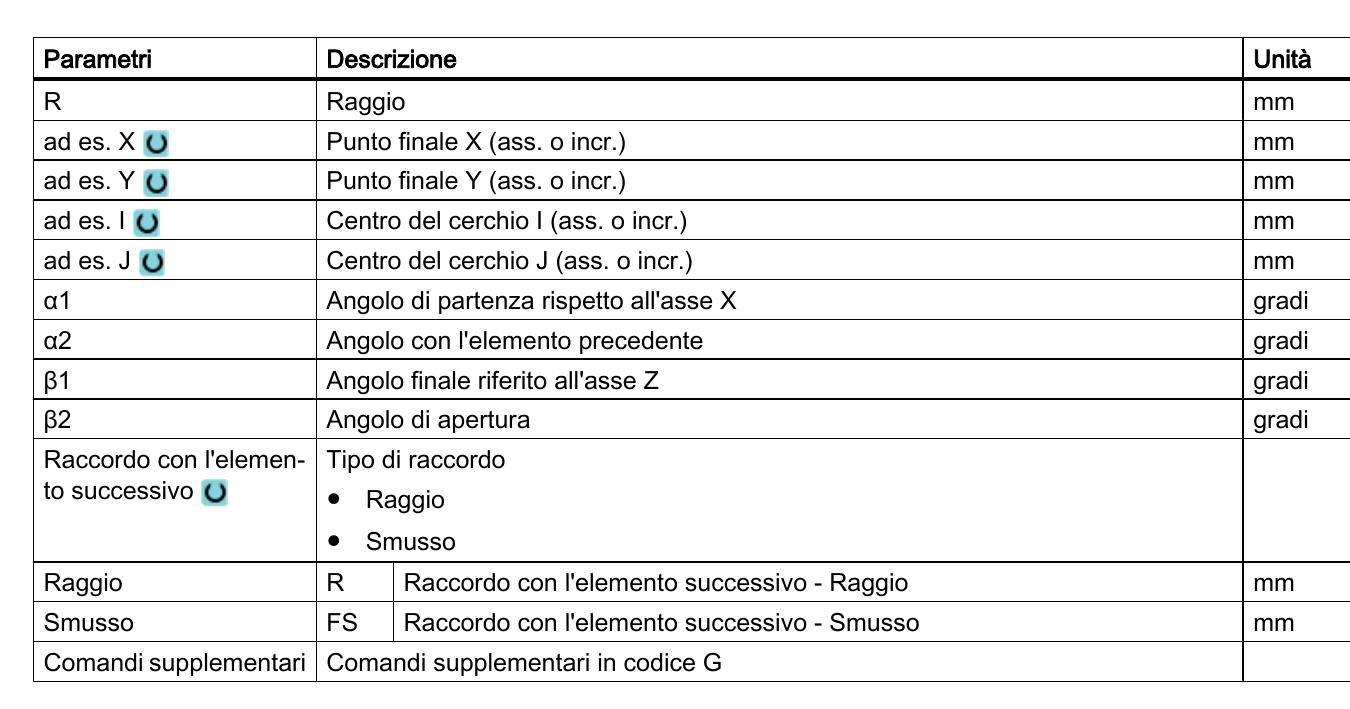 Parametri Descrizione Unità
R Raggio mm
ad es. X Punto finale X (ass. o incr.) mm
ad es. Y Punto finale Y (ass. o incr.) mm
ad es. I Centro del cerchio I (ass. o incr.) mm
ad es. J Centro del cerchio J (ass. o incr.) mm
α1 Angolo di partenza rispetto all'asse X gradi
α2 Angolo con l'elemento precedente gradi
β1 Angolo finale riferito all'asse Z gradi
β2 Angolo di apertura gradi
Raccordo con l'elemen- Tipo di raccordo
to successivo
• Raggio
• Smusso
Raggio R Raccordo con l'elemento successivo - Raggio mm
Smusso FS Raccordo con l'elemento successivo - Smusso mm
Comandi supplementari Comandi supplementari in codice G